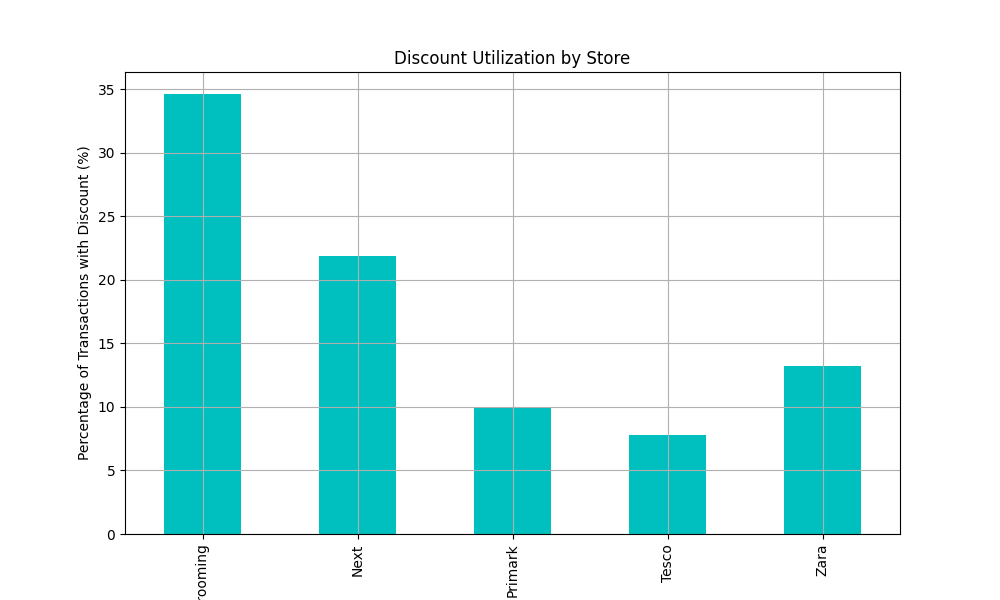 Discount Utilization by Store
Percentage of Transactions with Discount (%)
35
30
25
20
15
10
5
0
rooming
Next
Primark
Tesco
Zara